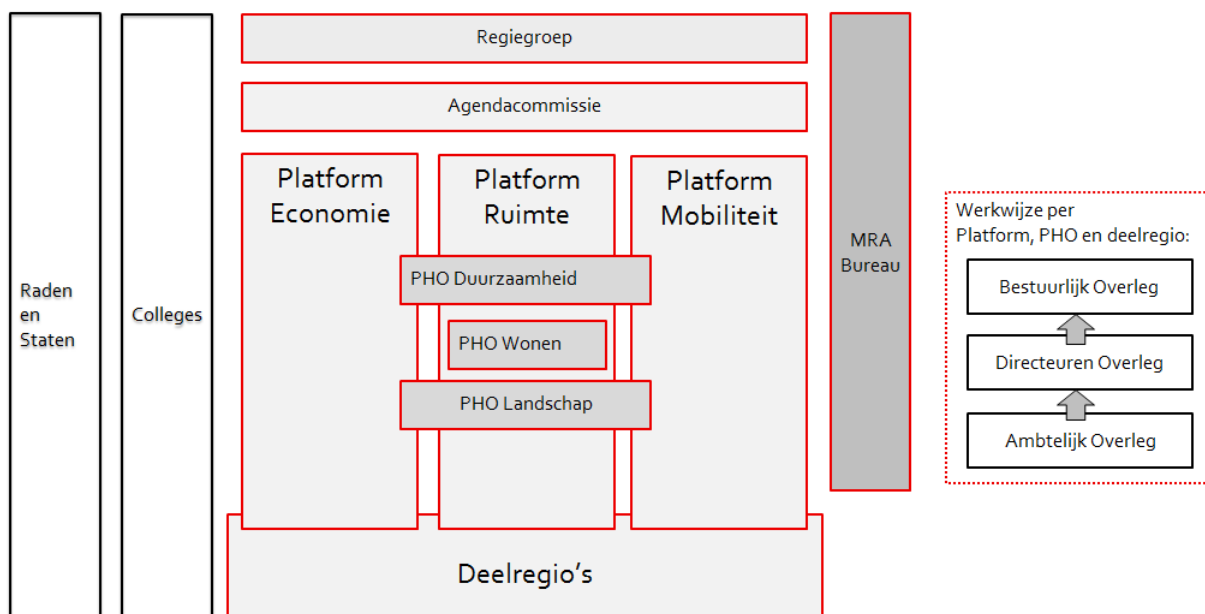 Raden
en
Staten
Colleges
Regiegroep
Agendacommissie
Platform
Economie
Platform
Ruimte
Platform
Mobiliteit
PHO Duurzaamheid
PHO Wonen
PHO Landschap
Deelregio’s
MRA
Bureau
Werkwijze per
Platform, PHO en deelregio:
Bestuurlijk Overleg
Directeuren Overleg
Ambtelijk Overleg